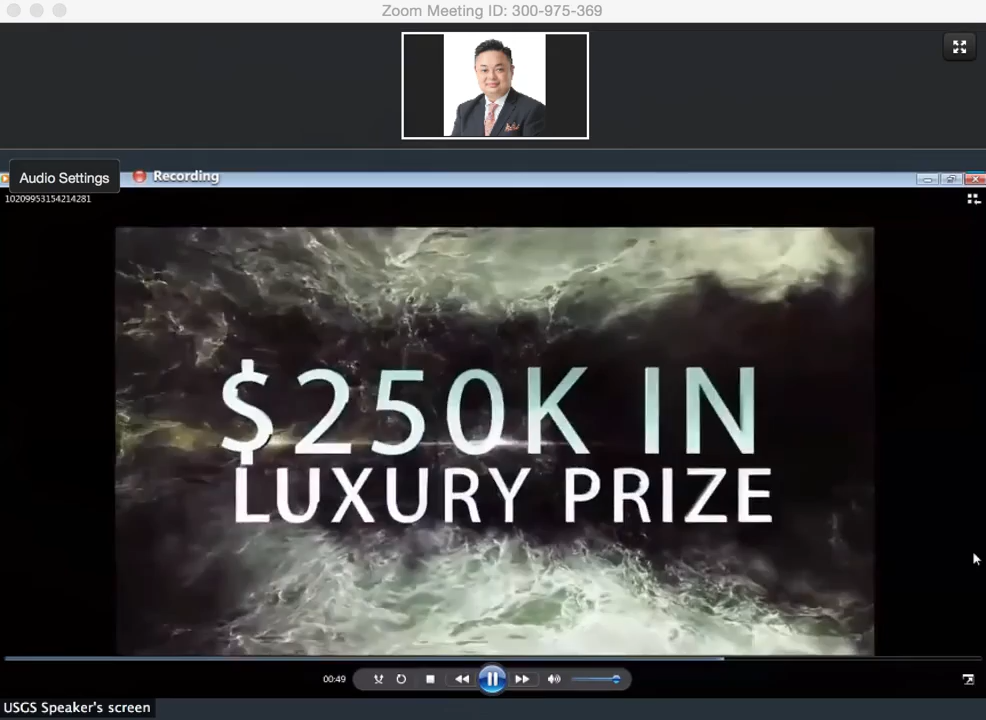 Zoom Meeting ID: 300-975-369
Audio Settings
Recording
10209953154214281
$250K IN
LUXURY PRIZE
00:49
USGS Speaker's screen